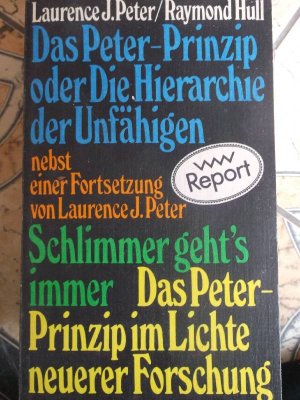 Laurence J. Peter/Raymond Hull
Das Peter-Prinzip
oder Die Hierarchie
der Unfähigen
nebst
einer Fortsetzung
von Laurence J. Peter
Report
Schlimmer geht's
immer Das Peter-
Prinzip im Lichte
neuerer Forschung